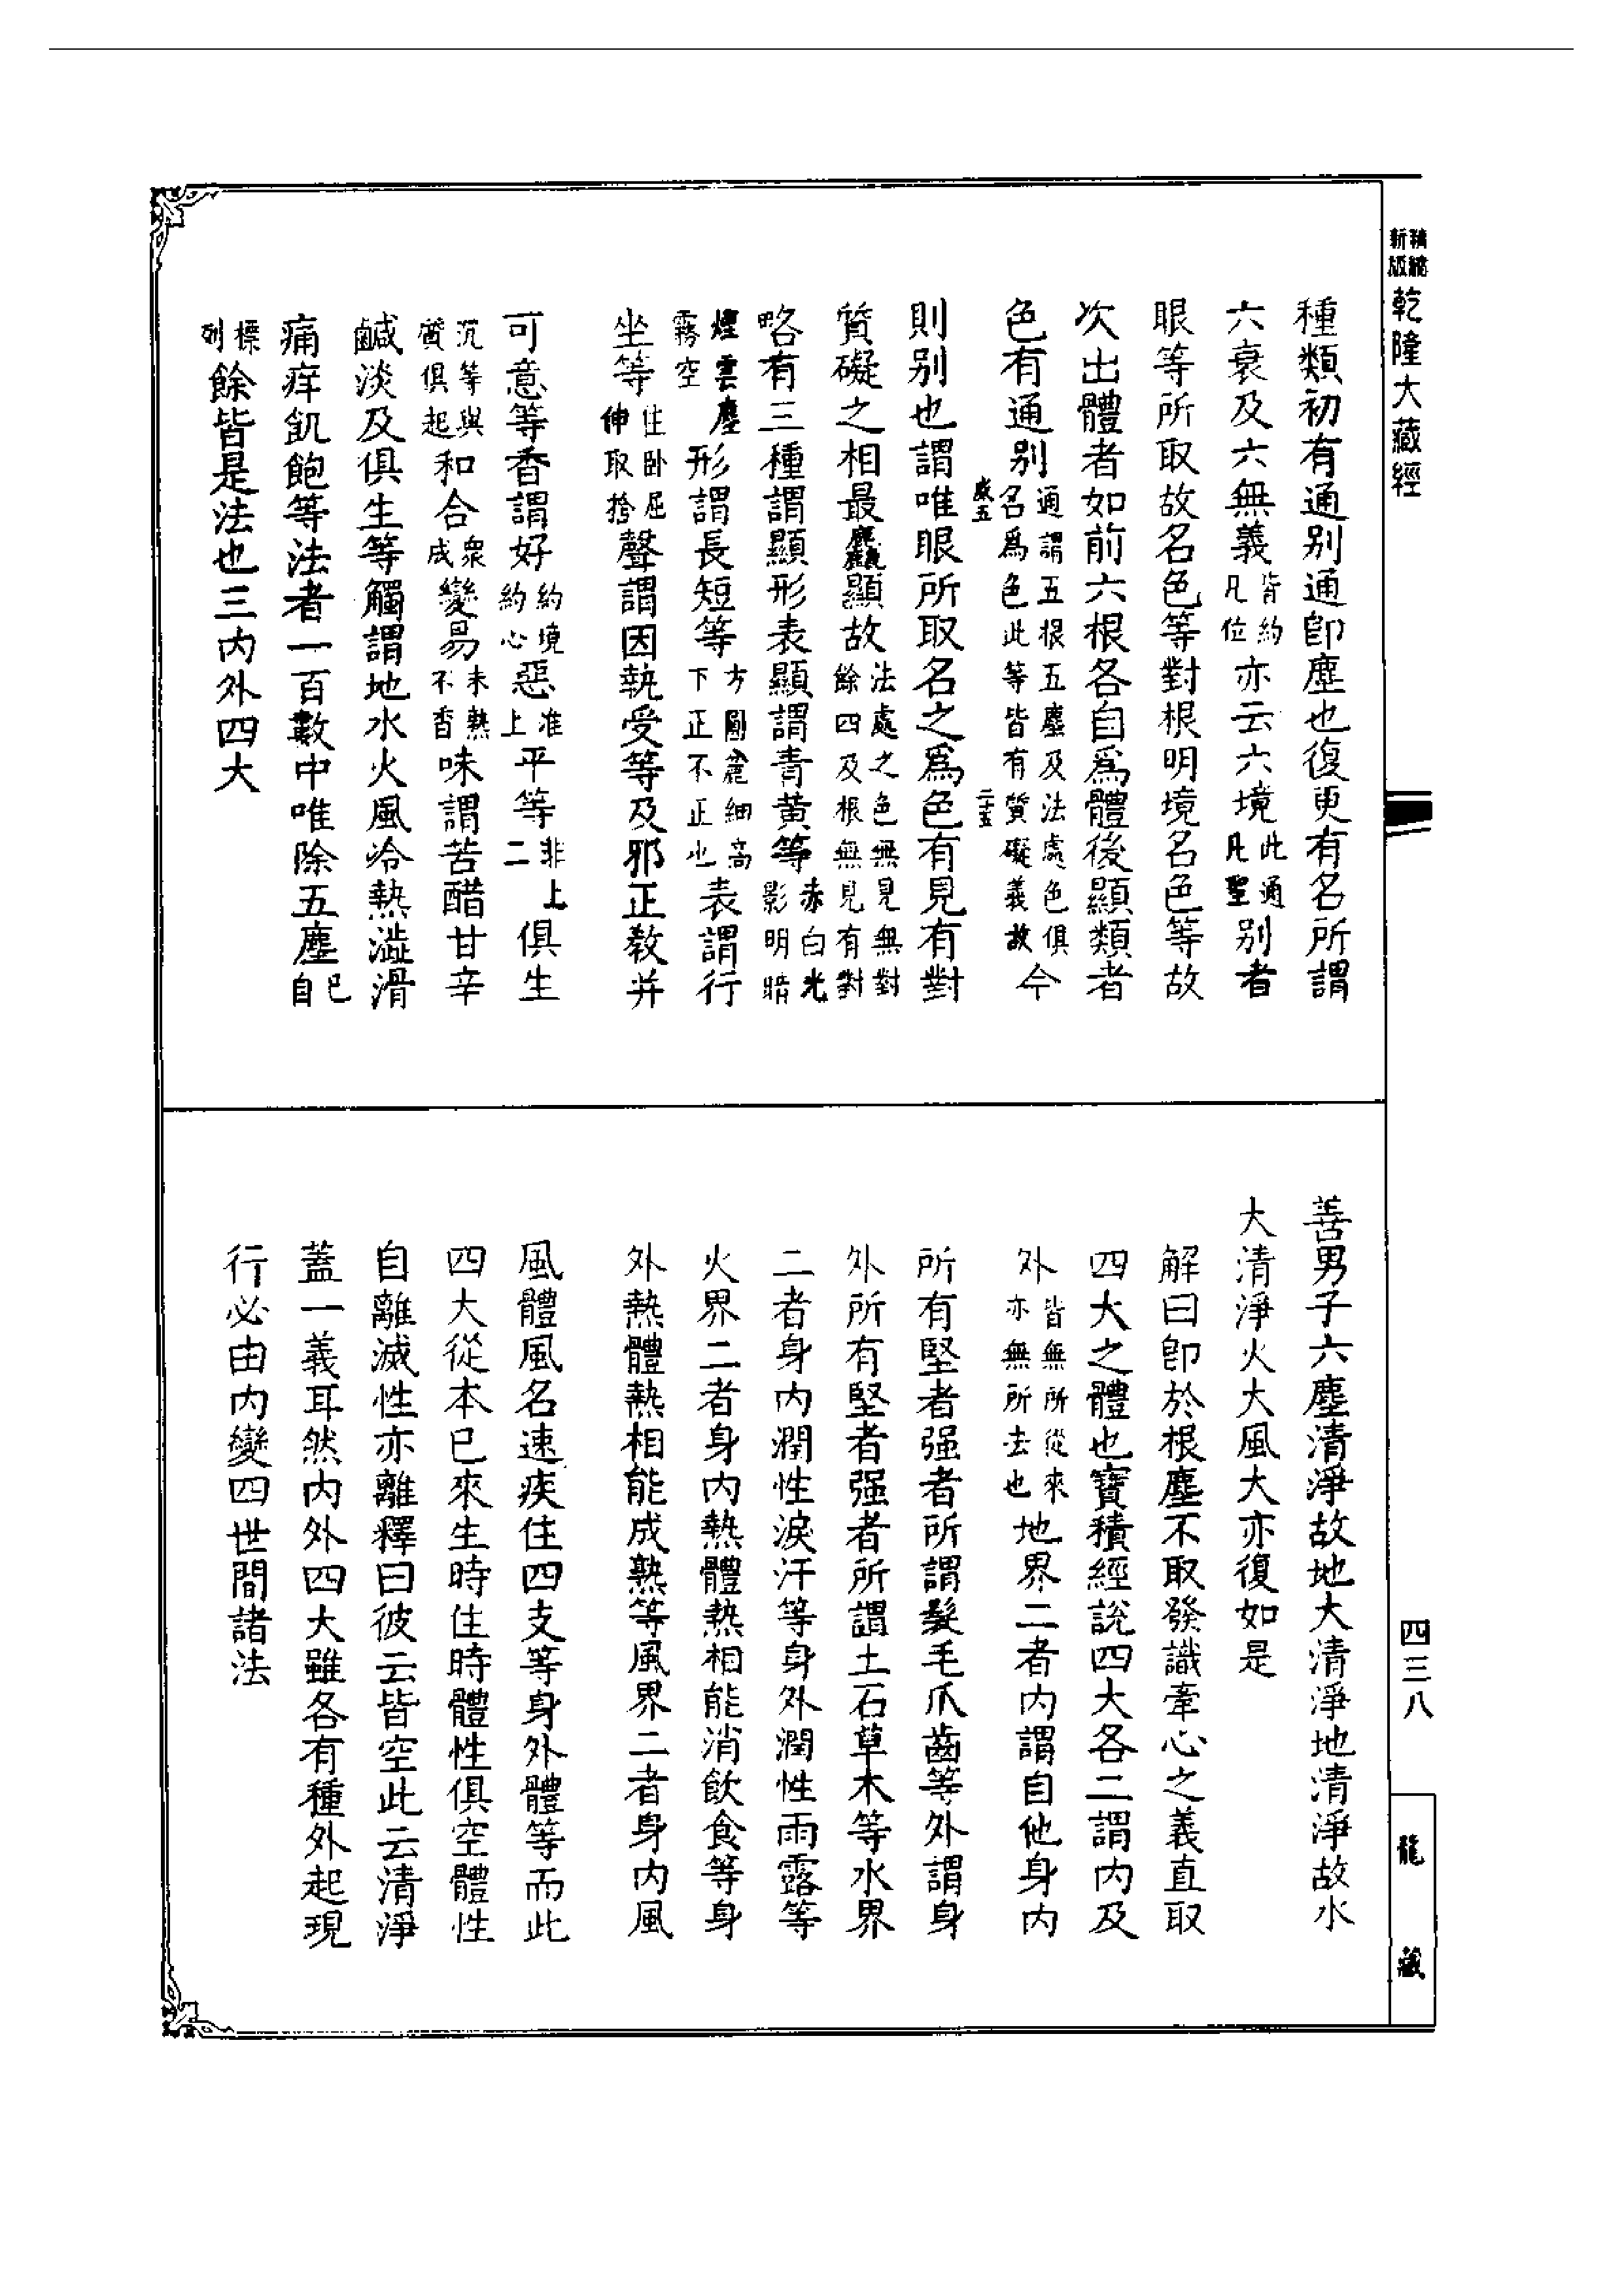 精縮
新版
乾隆大藏經
種類初有通别通卽塵也復更有名所謂
六衰及六無義皆約凡位亦云六境此通凡聖别者
眼等所取故名色等對根明境名色等故
次出體者如前六根各自爲體後顯類者
色有通别通謂五根五塵及法處色俱名爲色此等皆有質礙義故今
則别也謂唯眼所取名之爲色有見有對
質礙之相最麤顯故法處之色無見無對餘四及根無見有對
略有三種謂顯形表顯謂青黄等赤白光影明暗
煙雲塵霧空形謂長短等方圓麄細高下正不正也表謂行
坐等住卧屈伸取捨聲謂因執受等及邪正教并
可意等香謂好約境約心惡准上平等非上二俱生
沉等與質俱起和合衆成變易未熟不香味謂苦醋甘辛
鹹淡及俱生等觸謂地水火風冷熱澁滑
痛痒飢飽等法者一百數中唯除五塵已自
標列餘皆是法也三内外四大
善男子六塵清淨故地大清淨地清淨故水
大清淨火大風大亦復如是
解曰卽於根塵不取發識牽心之義直取
四大之體也寶積經説四大各二謂内及
外皆無所從來亦無所去也地界二者内謂自他身内
所有堅者强者所謂髮毛爪齒等外謂身
外所有堅者强者所謂土石草木等水界
二者身内潤性淚汗等身外潤性雨露等
火界二者身内熱體熱相能消飲食等身
外熱體熱相能成熟等風界二者身内風
風體風名速疾住四支等身外體等而此
四大從本已來生時住時體性俱空體性
自離滅性亦離釋曰彼云皆空此云清淨
蓋一義耳然内外四大雖各有種外起現
行必由内變四世間諸法
四三八
龍藏